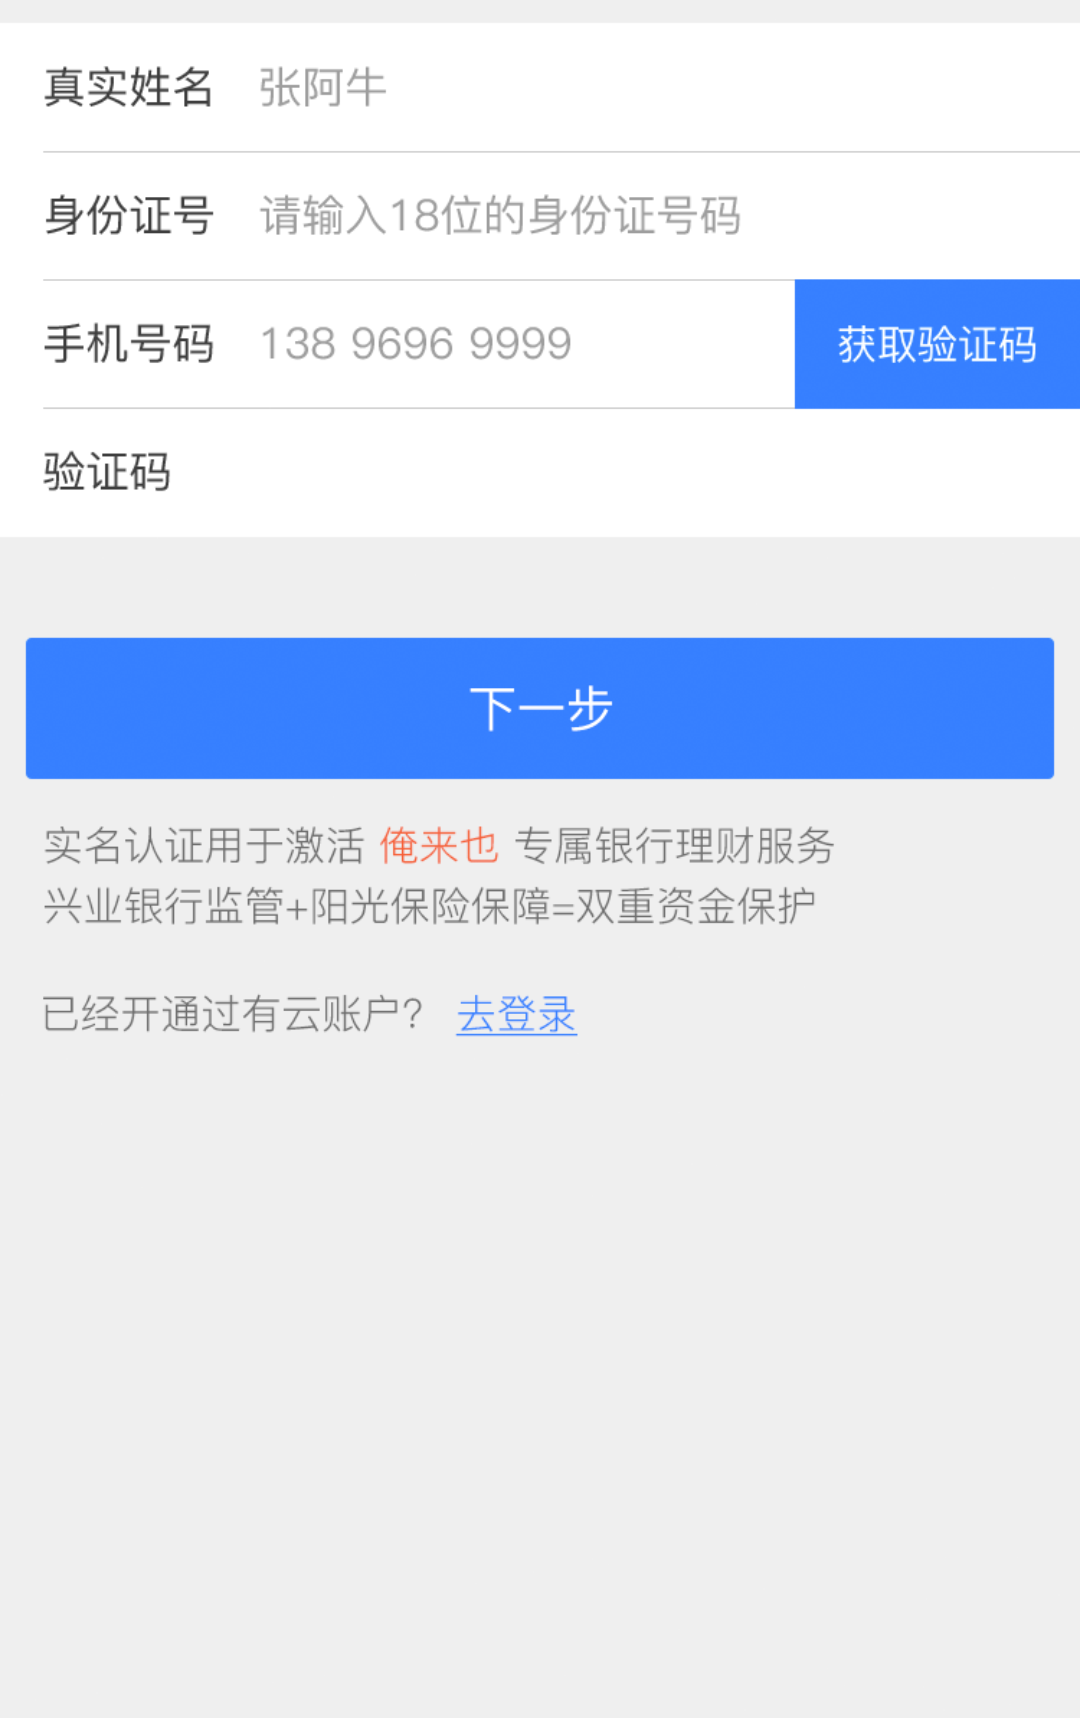 真实姓名 张阿牛
身份证号 请输入18位的身份证号码
手机号码 138 9696 9999 获取验证码
验证码
下一步
实名认证用于激活 俺来也 专属银行理财服务
兴业银行监管+阳光保险保障=双重资金保护
已经开通过有云账户? 去登录